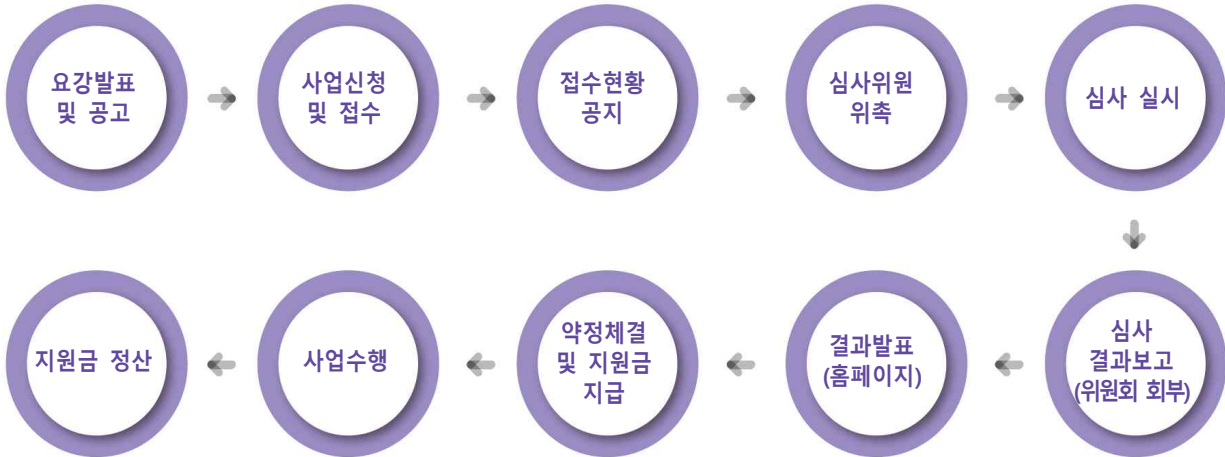 요강발표
및 공고
사업신청
및 접수
접수현황
공지
심사위원
위촉
심사 실시
심사
결과보고
(위원회 회부)
결과발표
(홈페이지)
약정체결
및 지원금
지급
사업수행
지원금 정산